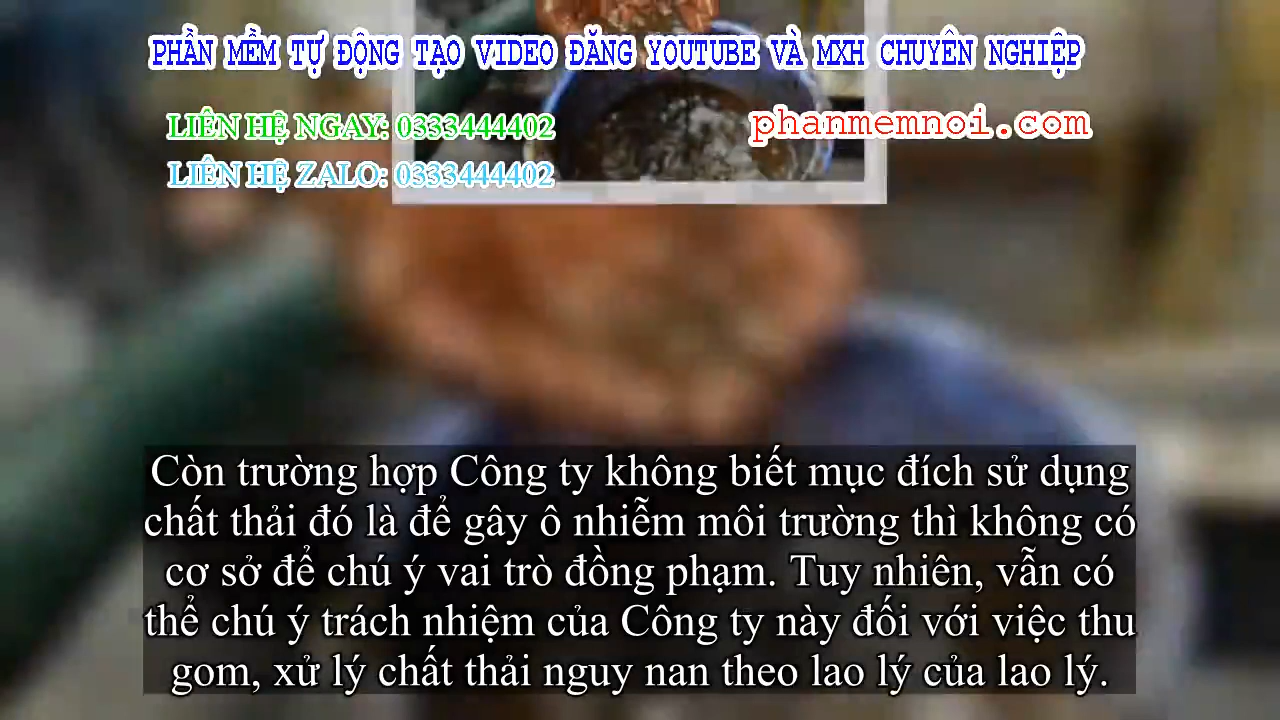 PHẦN MỀM TỰ ĐỘNG TẠO VIDEO ĐĂNG YOUTUBE VÀ MXH CHUYÊN NGHIỆP
LIÊN HỆ NGAY: 0333444402
phanmemnoi.com
LIÊN HỆ ZALO: 0333444402
Còn trường hợp Công ty không biết mục đích sử dụng
chất thải đó là để gây ô nhiễm môi trường thì không có
cơ sở để chú ý vai trò đồng phạm. Tuy nhiên, vẫn có
thể chú ý trách nhiệm của Công ty này đối với việc thu
gom, xử lý chất thải nguy nan theo lao lý của lao lý.